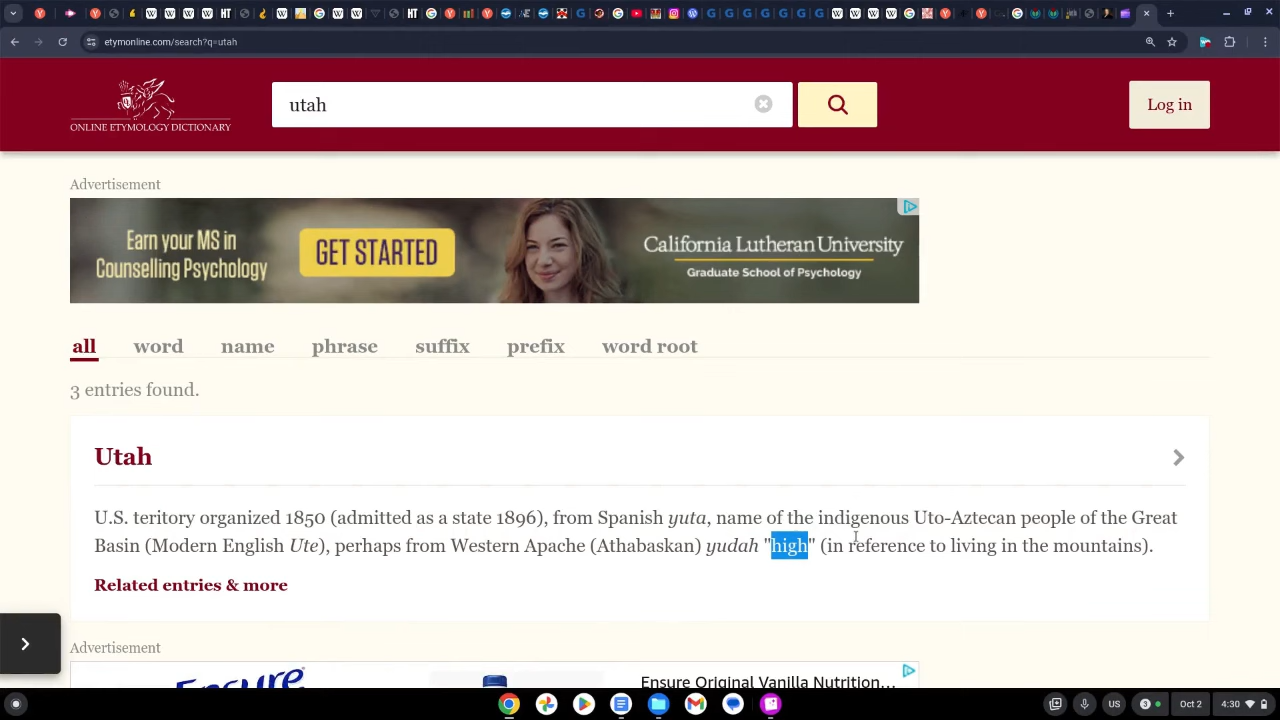 etymonline.com/search?q=utah
ONLINE ETYMOLOGY DICTIONARY
utah
Log in
Advertisement
Earn your MS in
Counselling Psychology
GET STARTED
California Lutheran University
Graduate School of Psychology
all word name phrase suffix prefix word root
3 entries found.
Utah
U.S. teritory organized 1850 (admitted as a state 1896), from Spanish yuta, name of the indigenous Uto-Aztecan people of the Great
Basin (Modern English Ute), perhaps from Western Apache (Athabaskan) yudah "high" (in reference to living in the mountains).
Related entries & more
Advertisement
Ensure
Ensure Original Vanilla Nutrition...
US 3 Oct 2 4:30